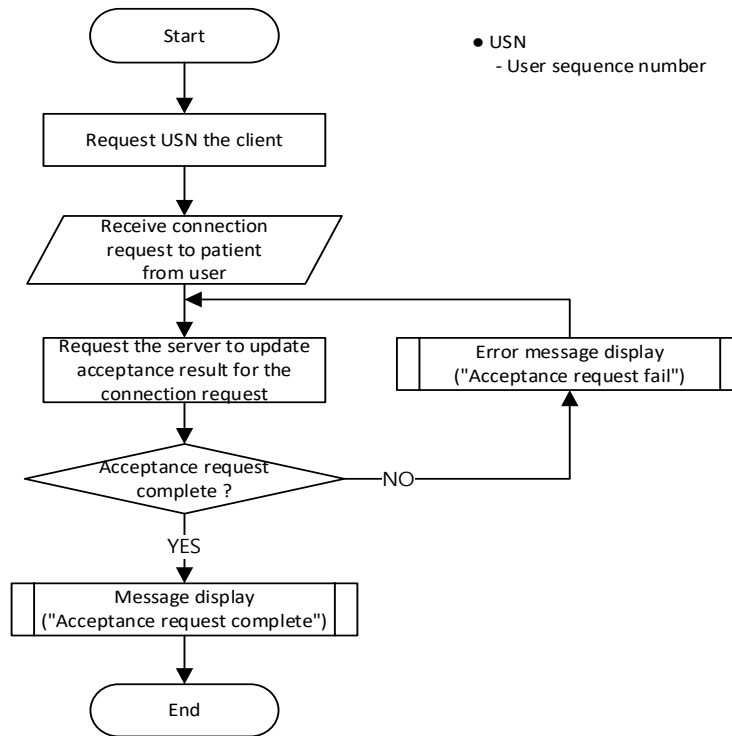 Start
● USN
- User sequence number
Request USN the client
Receive connection
request to patient
from user
Request the server to update
acceptance result for the
connection request
Error message display
("Acceptance request fail")
Acceptance request
complete ?
NO
YES
Message display
("Acceptance request complete")
End